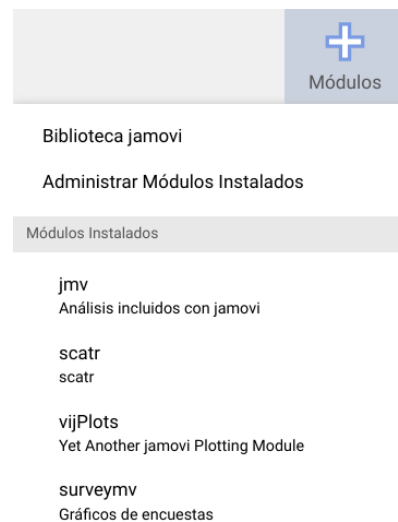 Módulos
Biblioteca jamovi
Administrar Módulos Instalados
Módulos Instalados
jmv
Análisis incluidos con jamovi
scatr
scatr
vijPlots
Yet Another jamovi Plotting Module
surveymv
Gráficos de encuestas